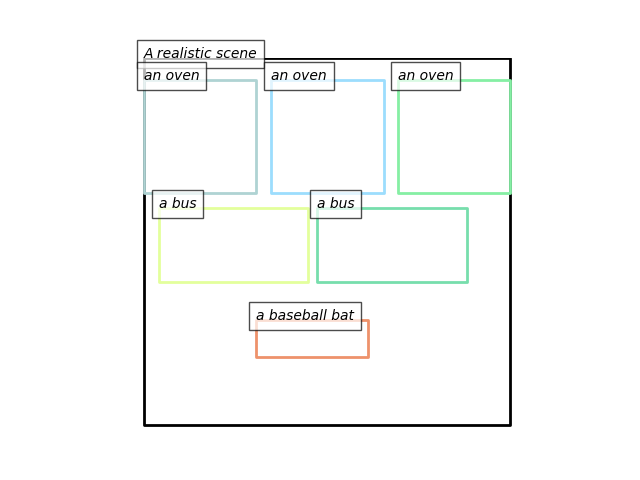 A realistic scene
an oven
an oven
an oven
a bus
a bus
a baseball bat